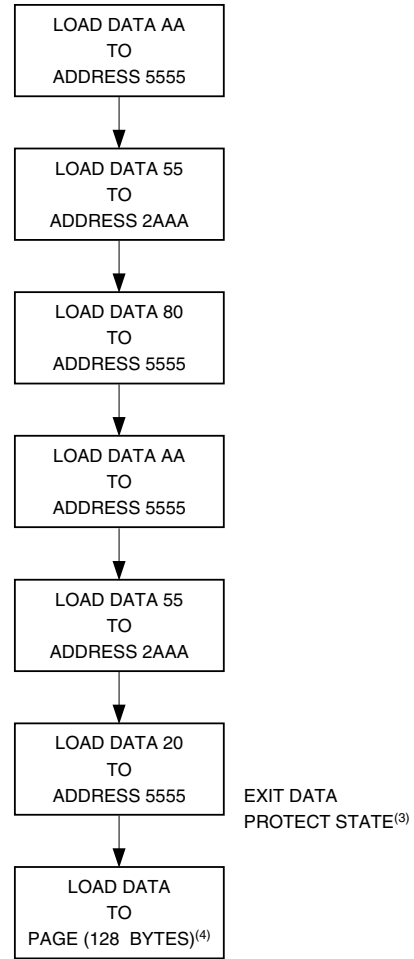 LOAD DATA AA
TO
ADDRESS 5555
LOAD DATA 55
TO
ADDRESS 2AAA
LOAD DATA 80
TO
ADDRESS 5555
LOAD DATA AA
TO
ADDRESS 5555
LOAD DATA 55
TO
ADDRESS 2AAA
LOAD DATA 20
TO
ADDRESS 5555
EXIT DATA
PROTECT STATE(3)
LOAD DATA
TO
PAGE (128 BYTES)(4)